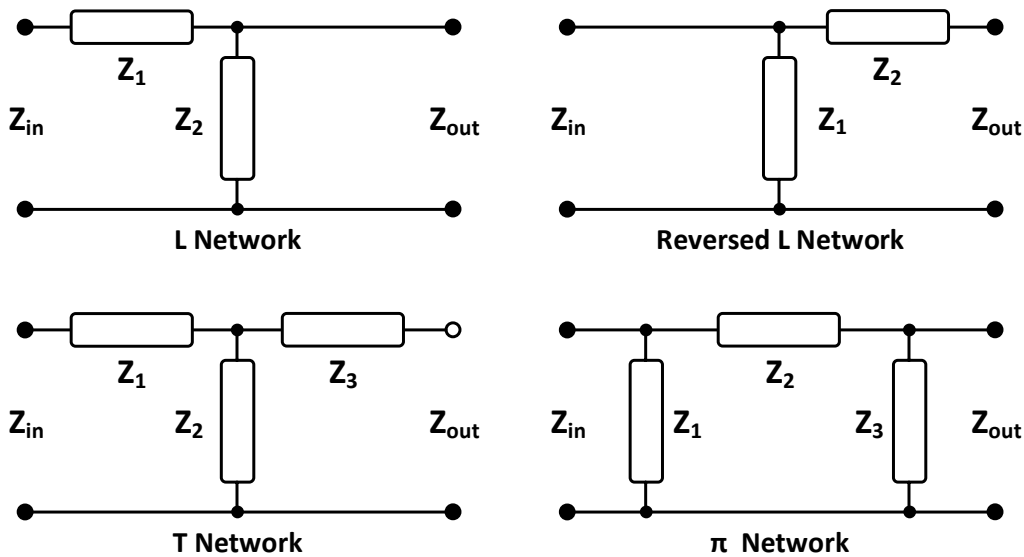 Z1
Z2
Zin
Z2
Z1
Zout
Zin
Zout
L Network
Reversed L Network
Z1
Z3
Z2
Zin
Z2
Zout
Zin
Z1
Z3
Zout
T Network
π Network